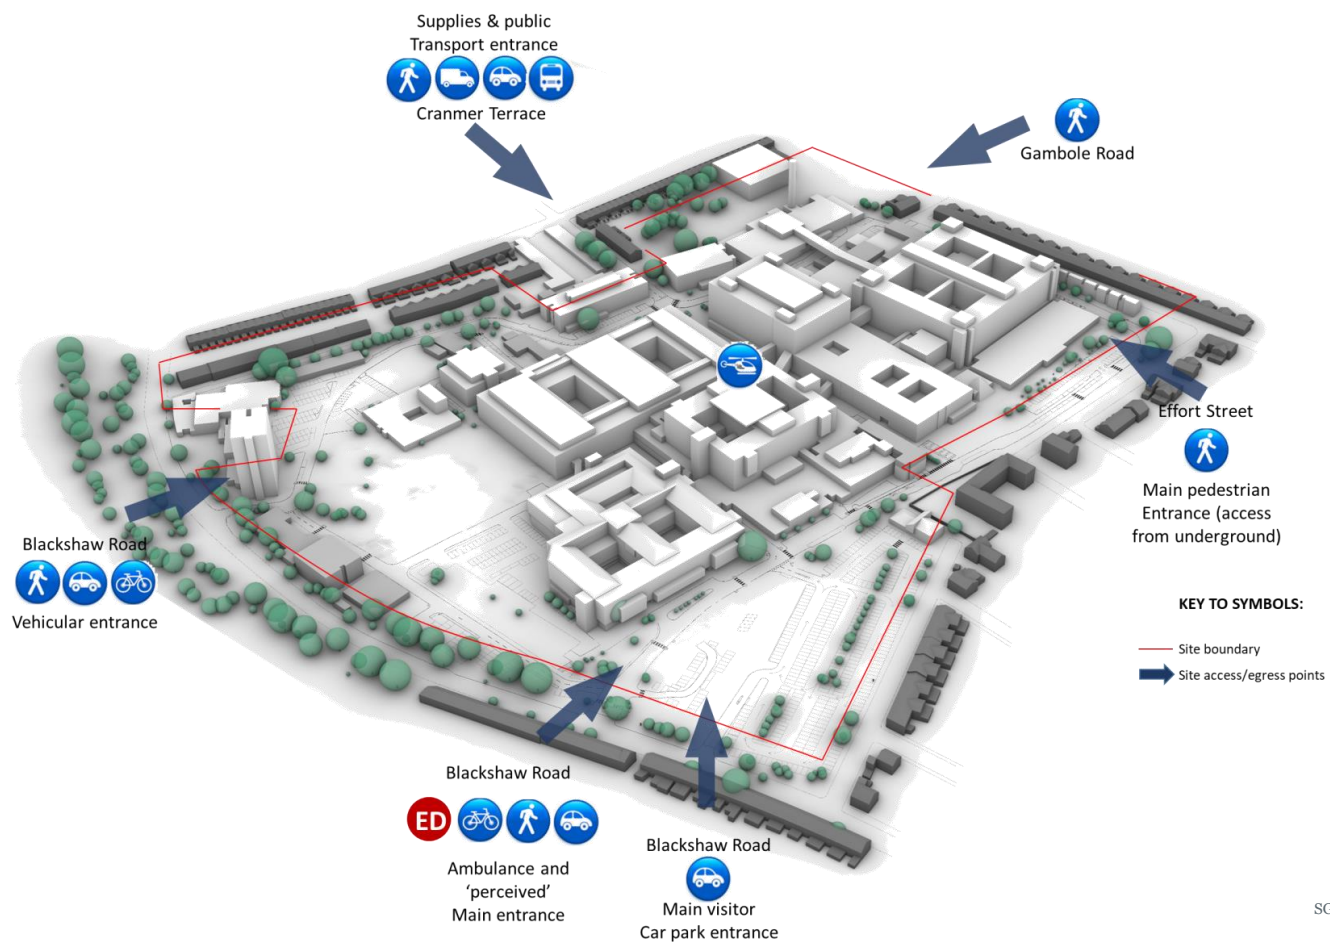 Supplies & public
Transport entrance
Cranmer Terrace
Gambole Road
Effort Street
Main pedestrian
Entrance (access
from underground)
Blackshaw Road
Vehicular entrance
KEY TO SYMBOLS:
Site boundary
Site access/egress points
Blackshaw Road
ED
Ambulance and
‘perceived’
Main entrance
Blackshaw Road
Main visitor
Car park entrance